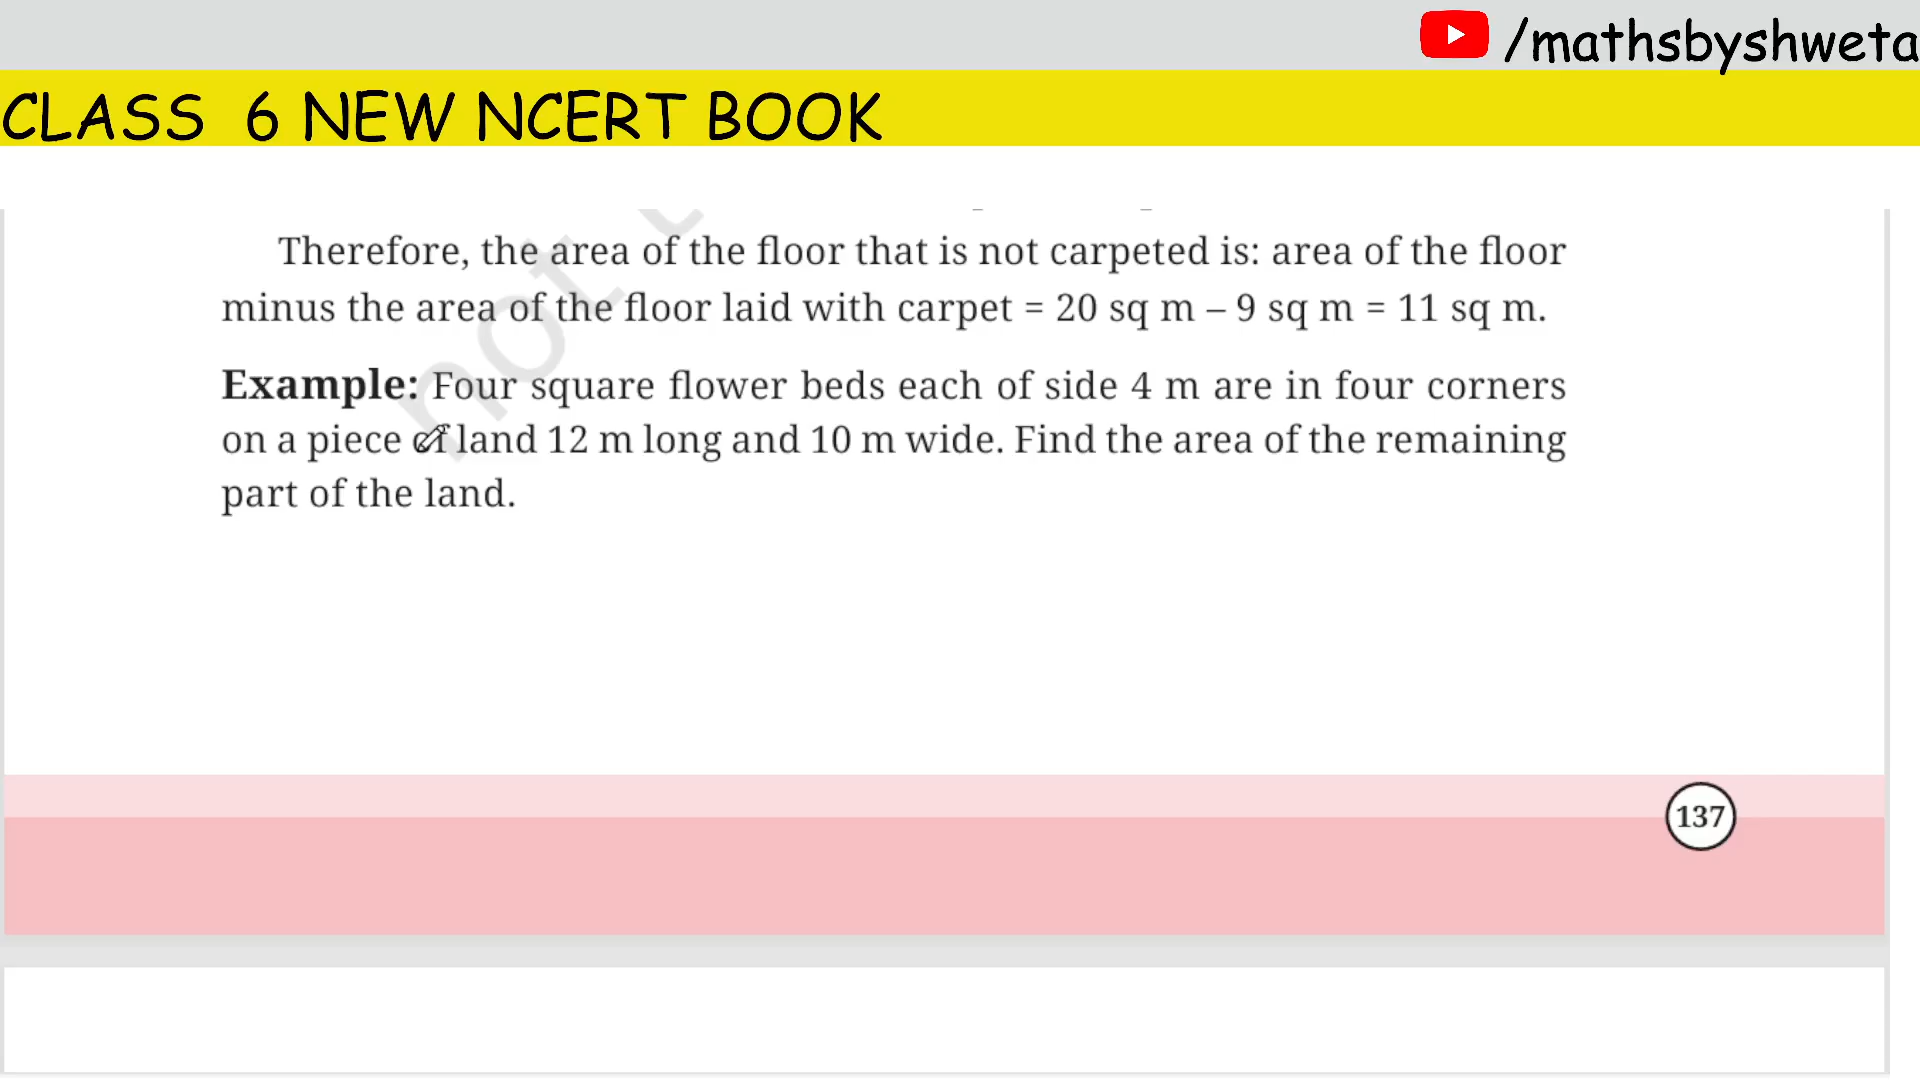 /mathsbyshweta
CLASS 6 NEW NCERT BOOK
not
Therefore, the area of the floor that is not carpeted is: area of the floor
minus the area of the floor laid with carpet = 20 sq m – 9 sq m = 11 sq m.
Example: Four square flower beds each of side 4 m are in four corners
on a piece of land 12 m long and 10 m wide. Find the area of the remaining
part of the land.
137